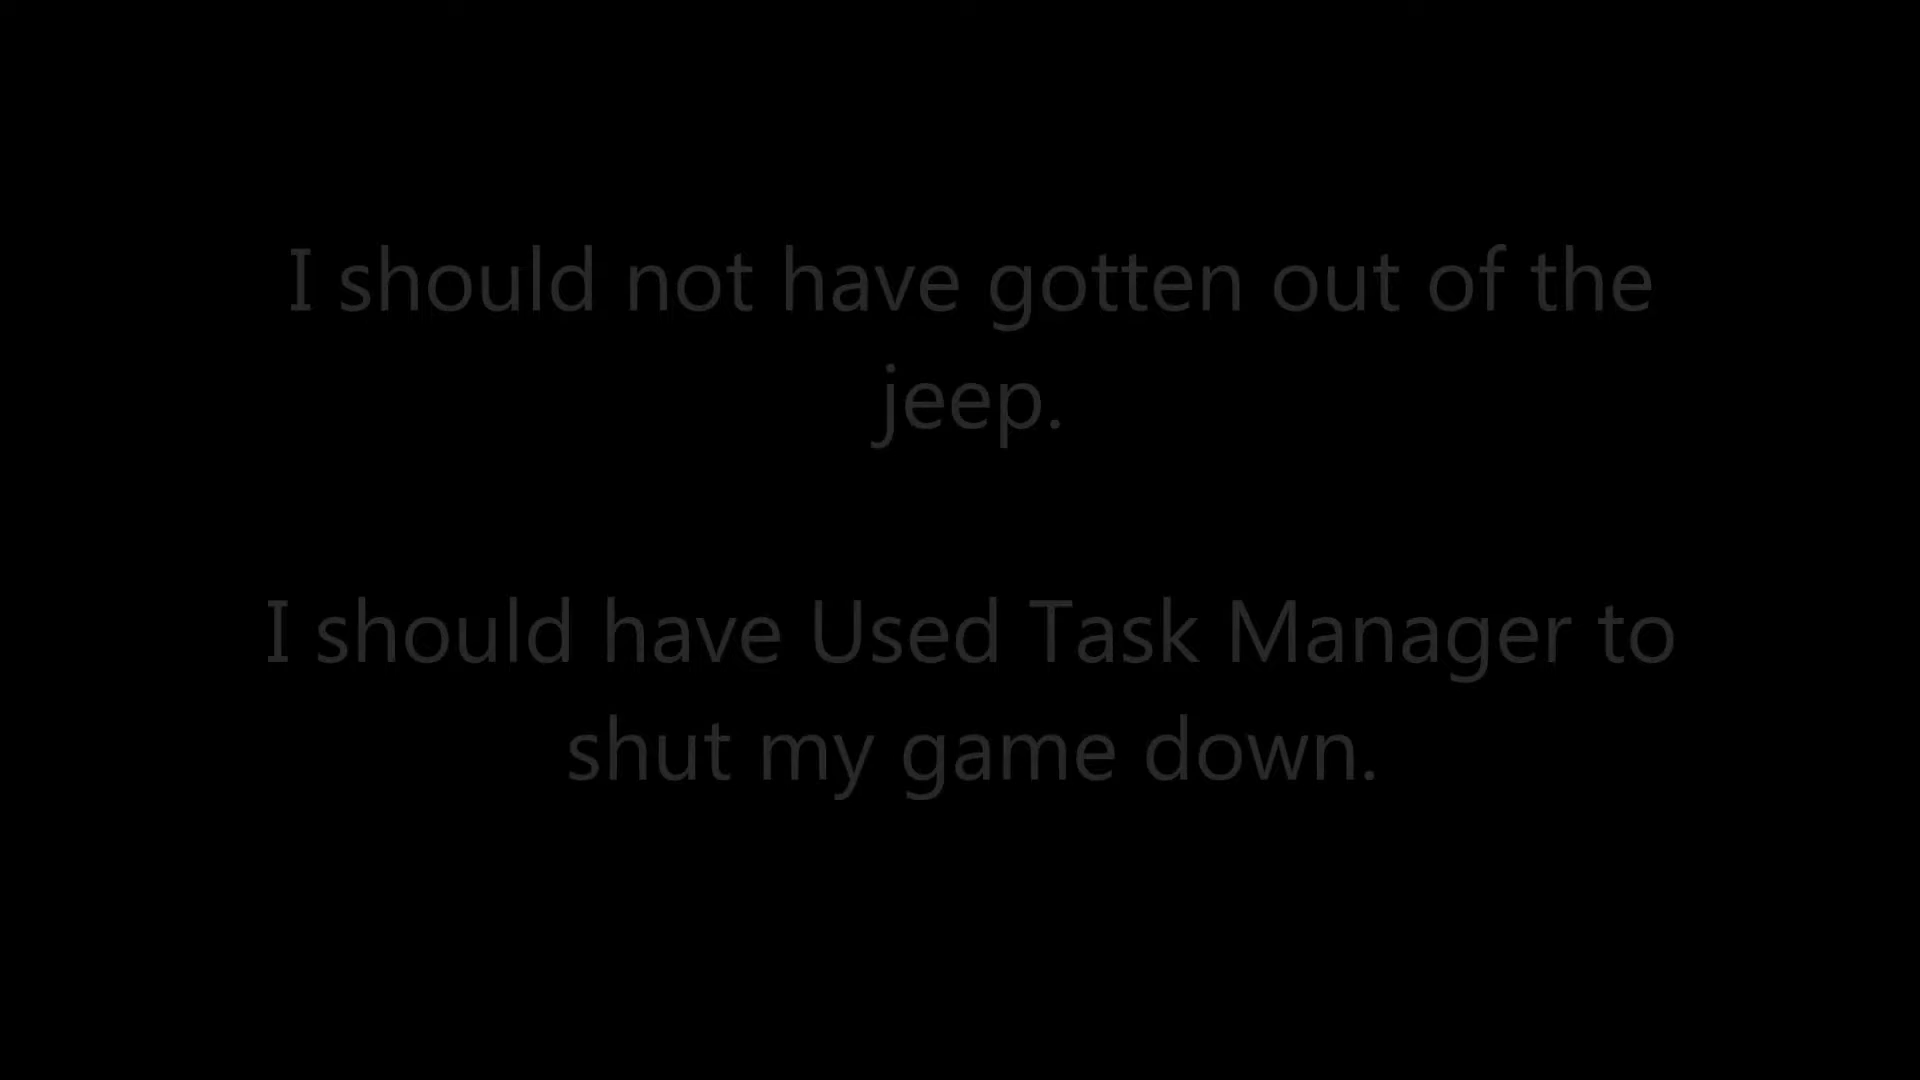 I should not have gotten out of the
jeep.
I should have Used Task Manager to
shut my game down.